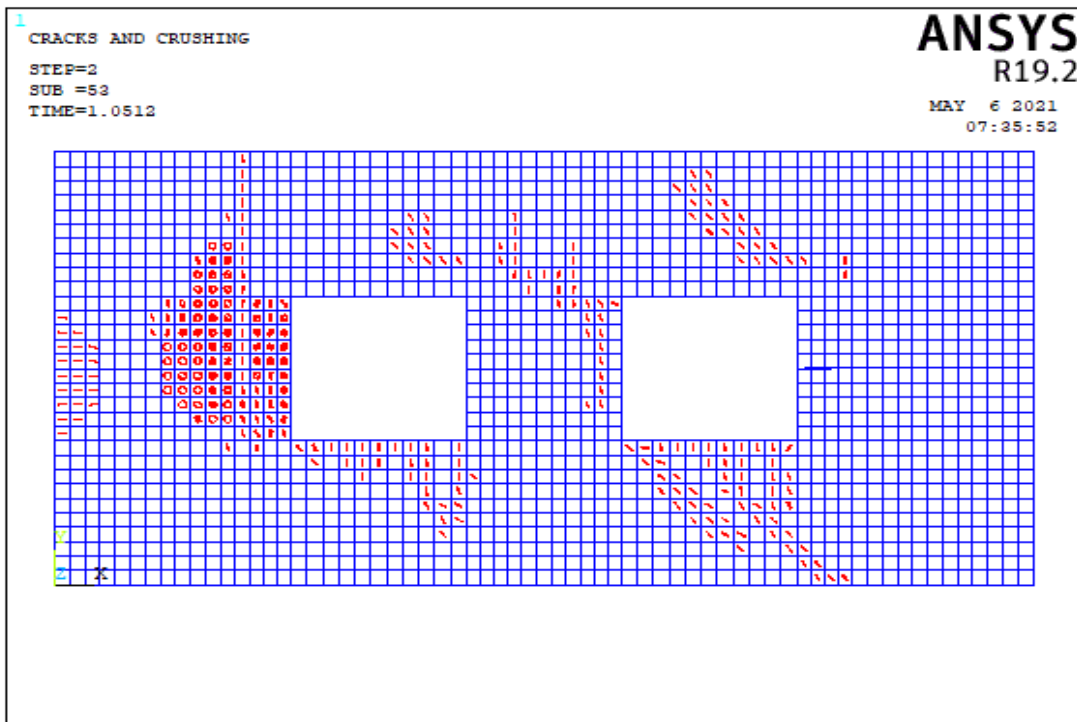 1
CRACKS AND CRUSHING
STEP=2
SUB =53
TIME=1.0512
ANSYS
R19.2
MAY  6 2021
07:35:52
Y
Z X